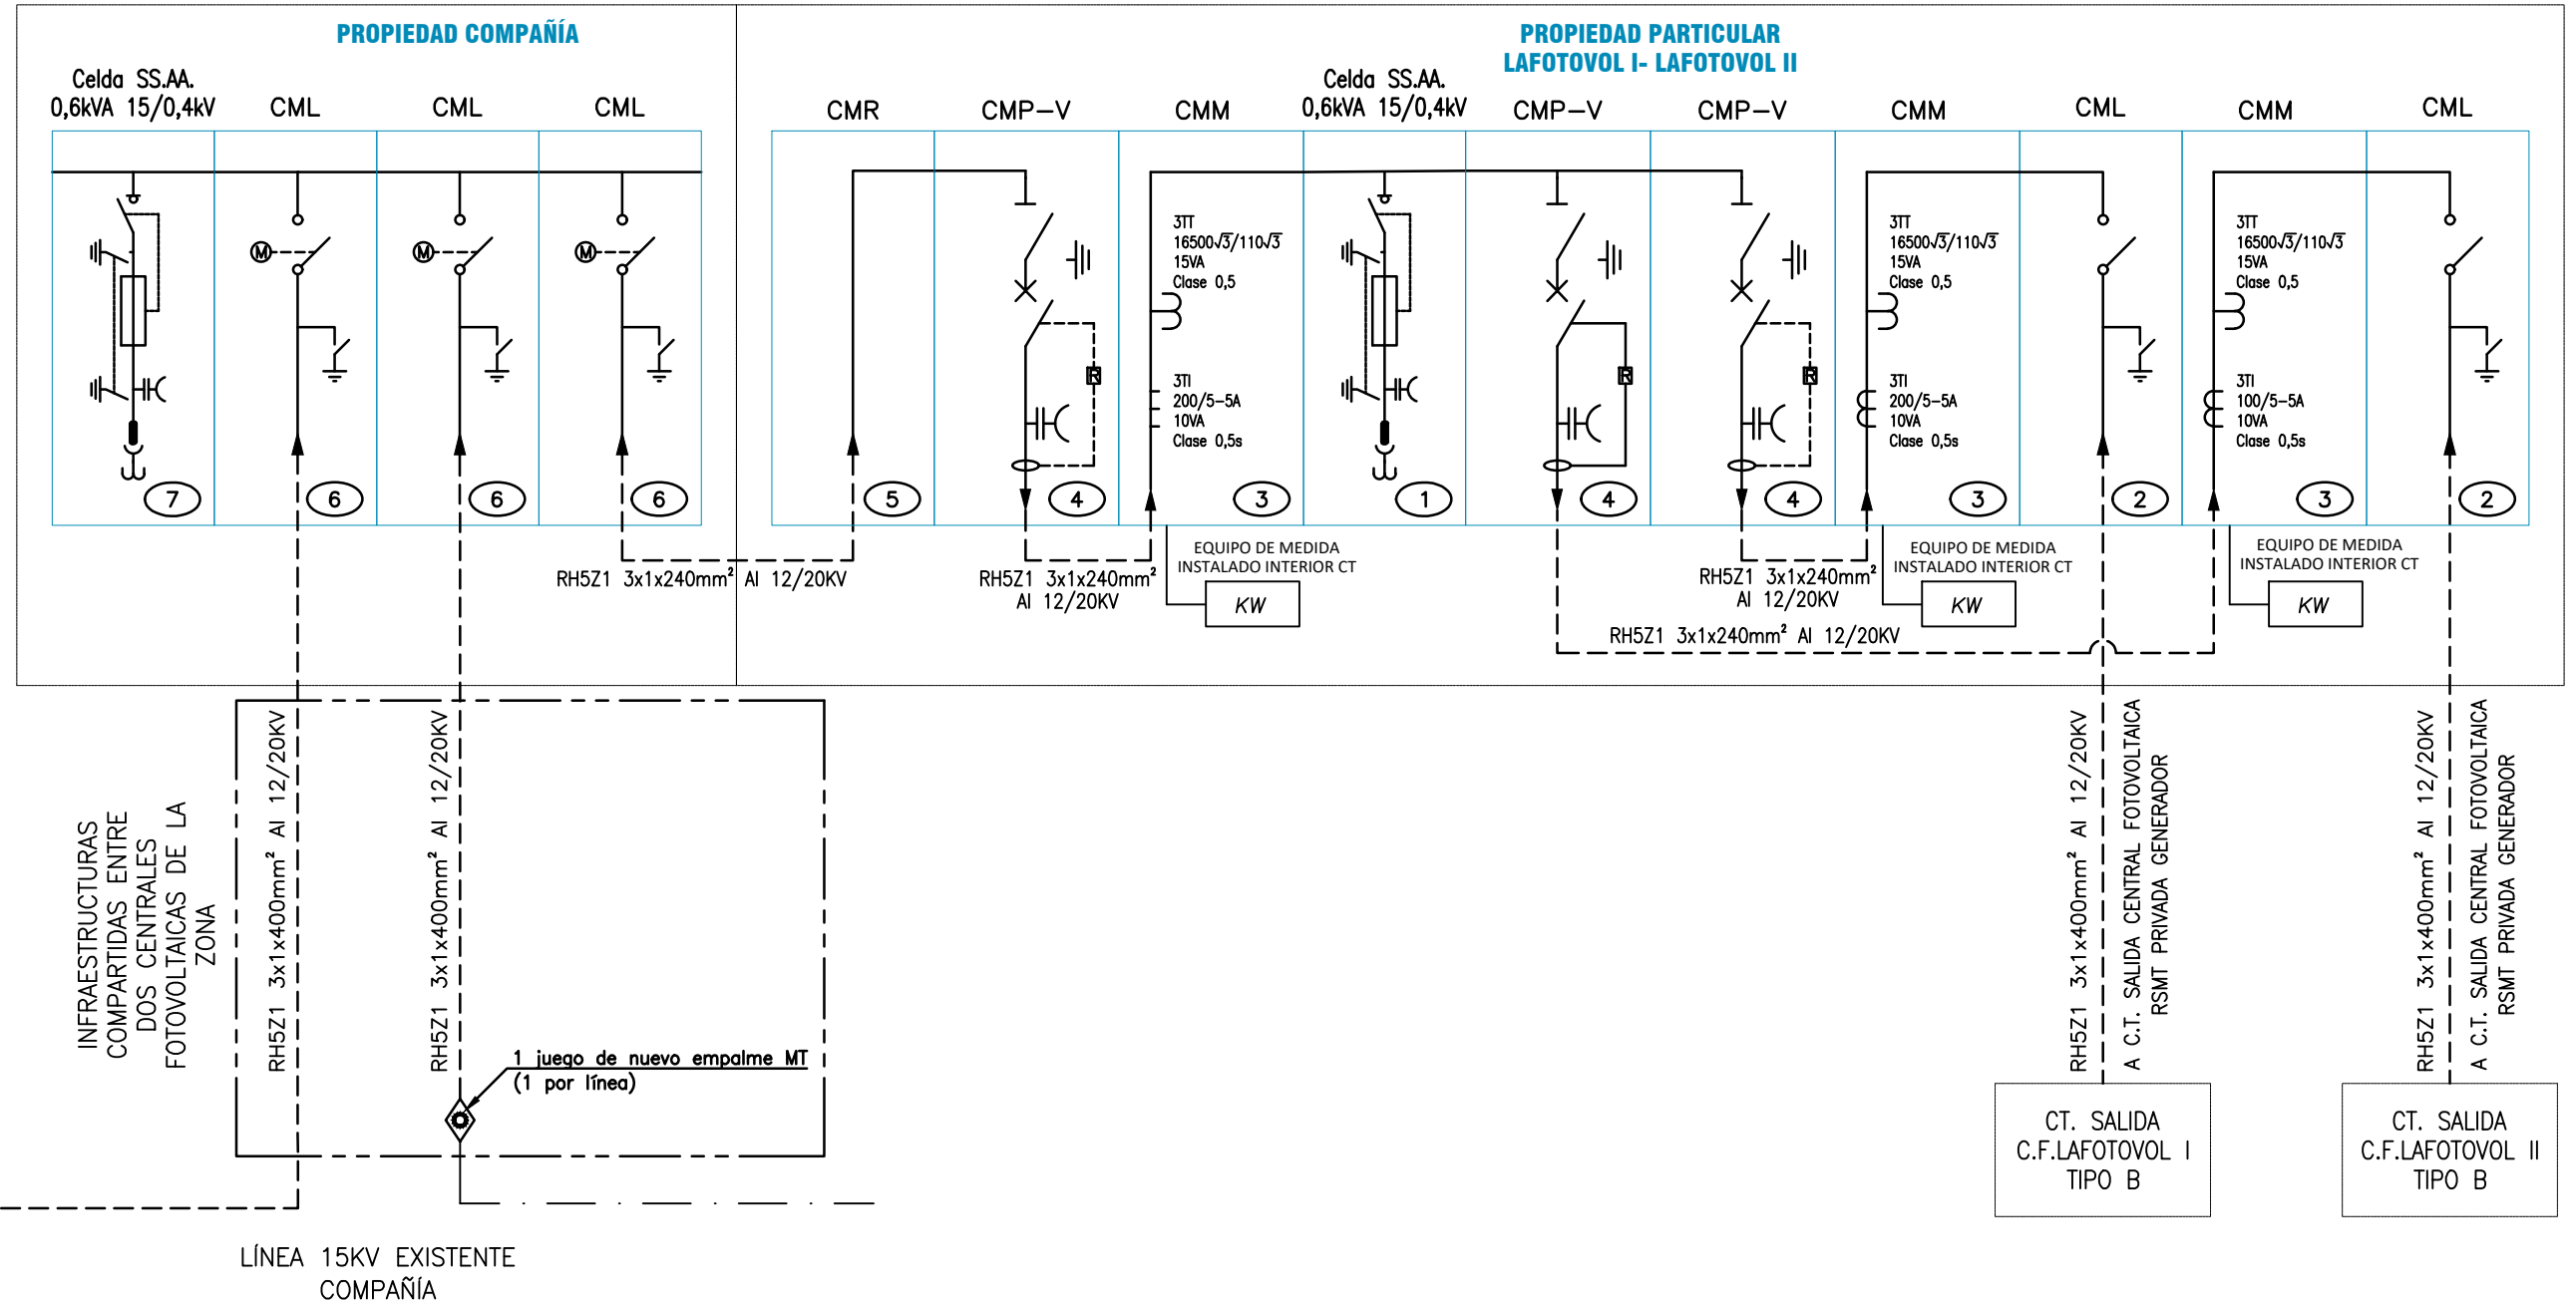 PROPIEDAD COMPAÑÍA
PROPIEDAD PARTICULAR
LAFOTOVOL I- LAFOTOVOL II
Celda SS.AA.
0,6kVA 15/0,4kV
CML
CML
CML
CMR
CMP-V
CMM
Celda SS.AA.
0,6kVA 15/0,4kV
CMP-V
CMP-V
CMM
CML
CMM
CML
M
M
M
R
R
R
3TT
16500√3/110√3
15VA
Clase 0,5
3TI
200/5-5A
10VA
Clase 0,5s
3TT
16500√3/110√3
15VA
Clase 0,5
3TI
200/5-5A
10VA
Clase 0,5s
3TT
16500√3/110√3
15VA
Clase 0,5
3TI
100/5-5A
10VA
Clase 0,5s
7
6
6
6
5
4
3
1
4
4
3
2
3
2
RH5Z1 3x1x240mm² Al 12/20KV
RH5Z1 3x1x240mm²
Al 12/20KV
EQUIPO DE MEDIDA
INSTALADO INTERIOR CT
KW
RH5Z1 3x1x240mm²
Al 12/20KV
EQUIPO DE MEDIDA
INSTALADO INTERIOR CT
KW
EQUIPO DE MEDIDA
INSTALADO INTERIOR CT
KW
RH5Z1 3x1x240mm² Al 12/20KV
INFRAESTRUCTURAS
COMPARTIDAS ENTRE
DOS CENTRALES
FOTOVOLTAICAS DE LA
ZONA
RH5Z1 3x1x400mm² Al 12/20KV
RH5Z1 3x1x400mm² Al 12/20KV
1 juego de nuevo empalme MT
(1 por línea)
RH5Z1 3x1x400mm² Al 12/20KV
A C.T. SALIDA CENTRAL FOTOVOLTAICA
RSMT PRIVADA GENERADOR
RH5Z1 3x1x400mm² Al 12/20KV
A C.T. SALIDA CENTRAL FOTOVOLTAICA
RSMT PRIVADA GENERADOR
CT. SALIDA
C.F.LAFOTOVOL I
TIPO B
CT. SALIDA
C.F.LAFOTOVOL II
TIPO B
LÍNEA 15KV EXISTENTE
COMPAÑÍA